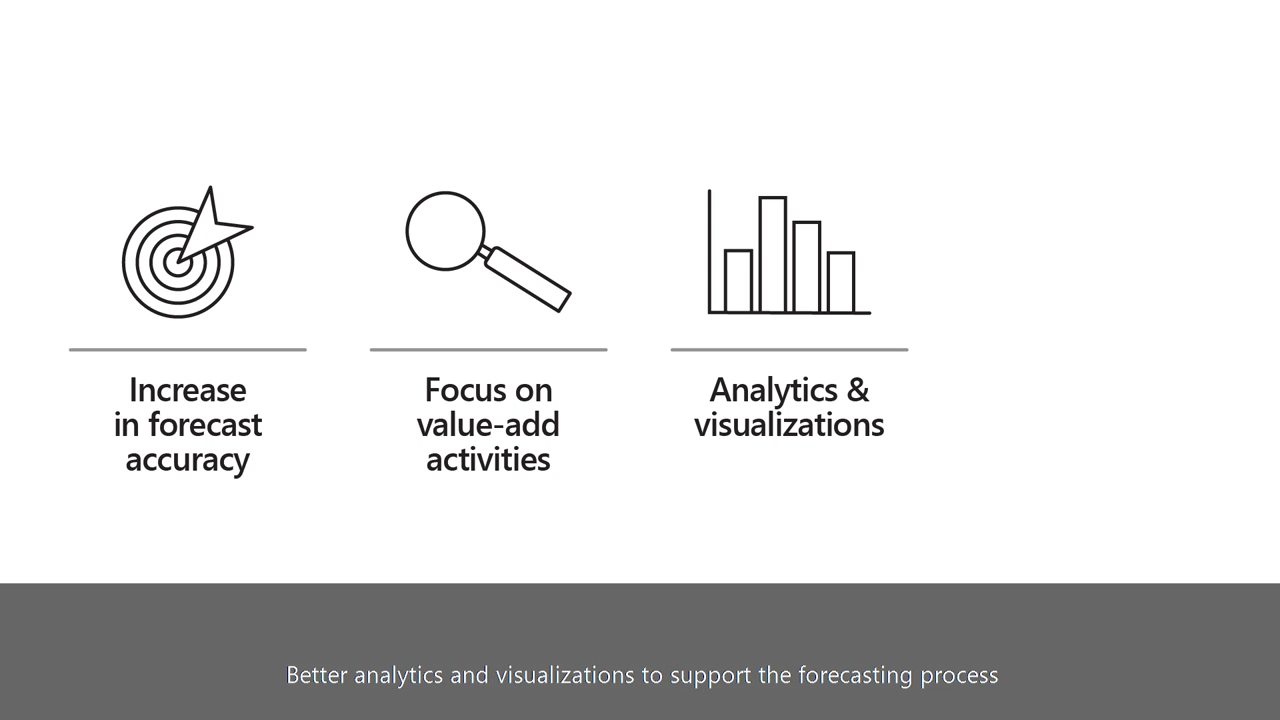 Increase
in forecast
accuracy
Focus on
value-add
activities
Analytics &
visualizations
Better analytics and visualizations to support the forecasting process